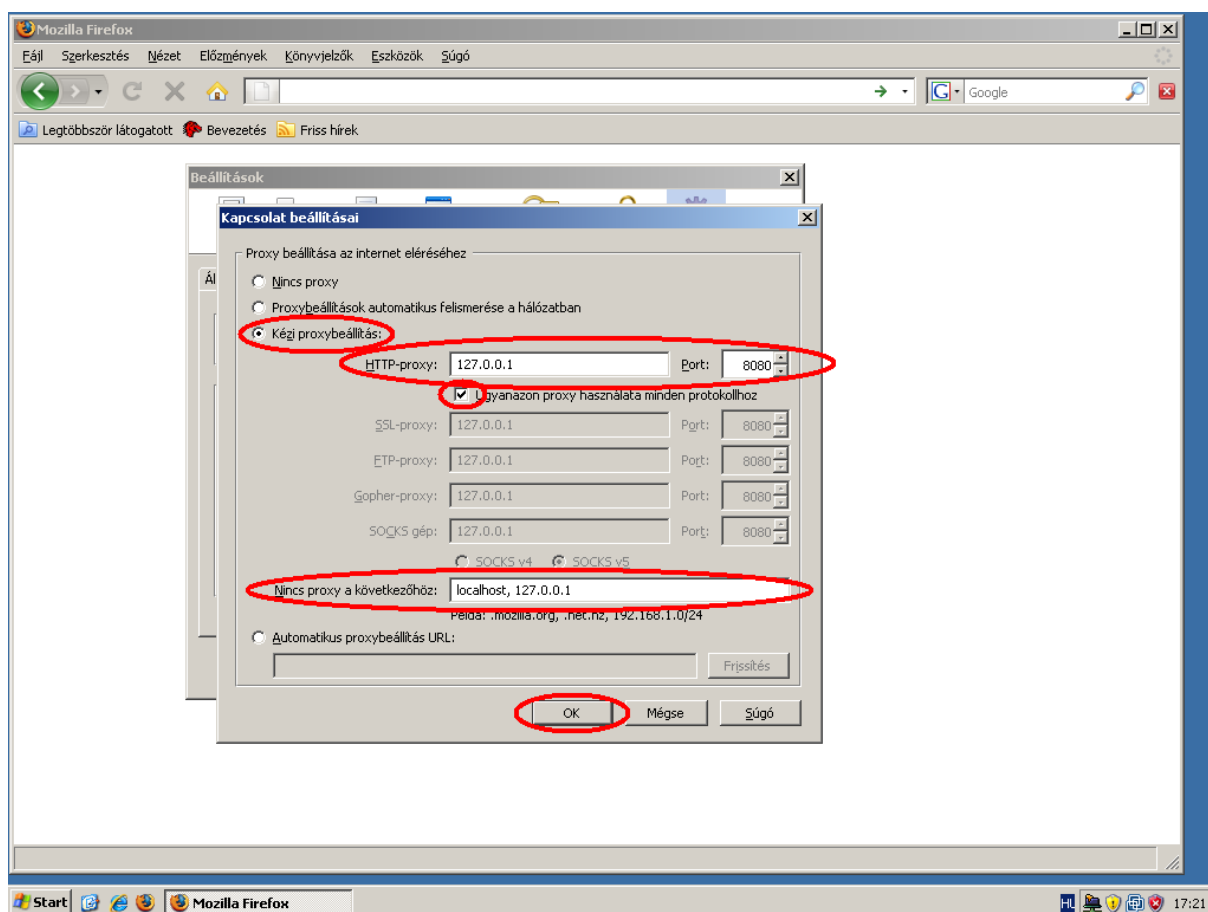 Mozilla Firefox
Fájl Szerkesztés Nézet Előzmények Könyvjelzők Eszközök Súgó
Google
Legtöbbször látogatott Bevezetés Friss hírek
Beállítások
Kapcsolat beállításai
Proxy beállítása az internet eléréséhez
Ál
Nincs proxy
Proxybeállítások automatikus felismerése a hálózatban
Kézi proxybeállítás:
HTTP-proxy: 127.0.0.1 Port: 8080
Ugyanazon proxy használata minden protokollhoz
SSL-proxy: 127.0.0.1 Port: 8080
FTP-proxy: 127.0.0.1 Port: 8080
Gopher-proxy: 127.0.0.1 Port: 8080
SOCKS gép: 127.0.0.1 Port: 8080
SOCKS v4 SOCKS v5
Nincs proxy a következőhöz: localhost, 127.0.0.1
Példa: .mozilla.org, .net.nz, 192.168.1.0/24
Automatikus proxybeállítás URL:
Frissítés
OK Mégse Súgó
Start Mozilla Firefox HU 17:21